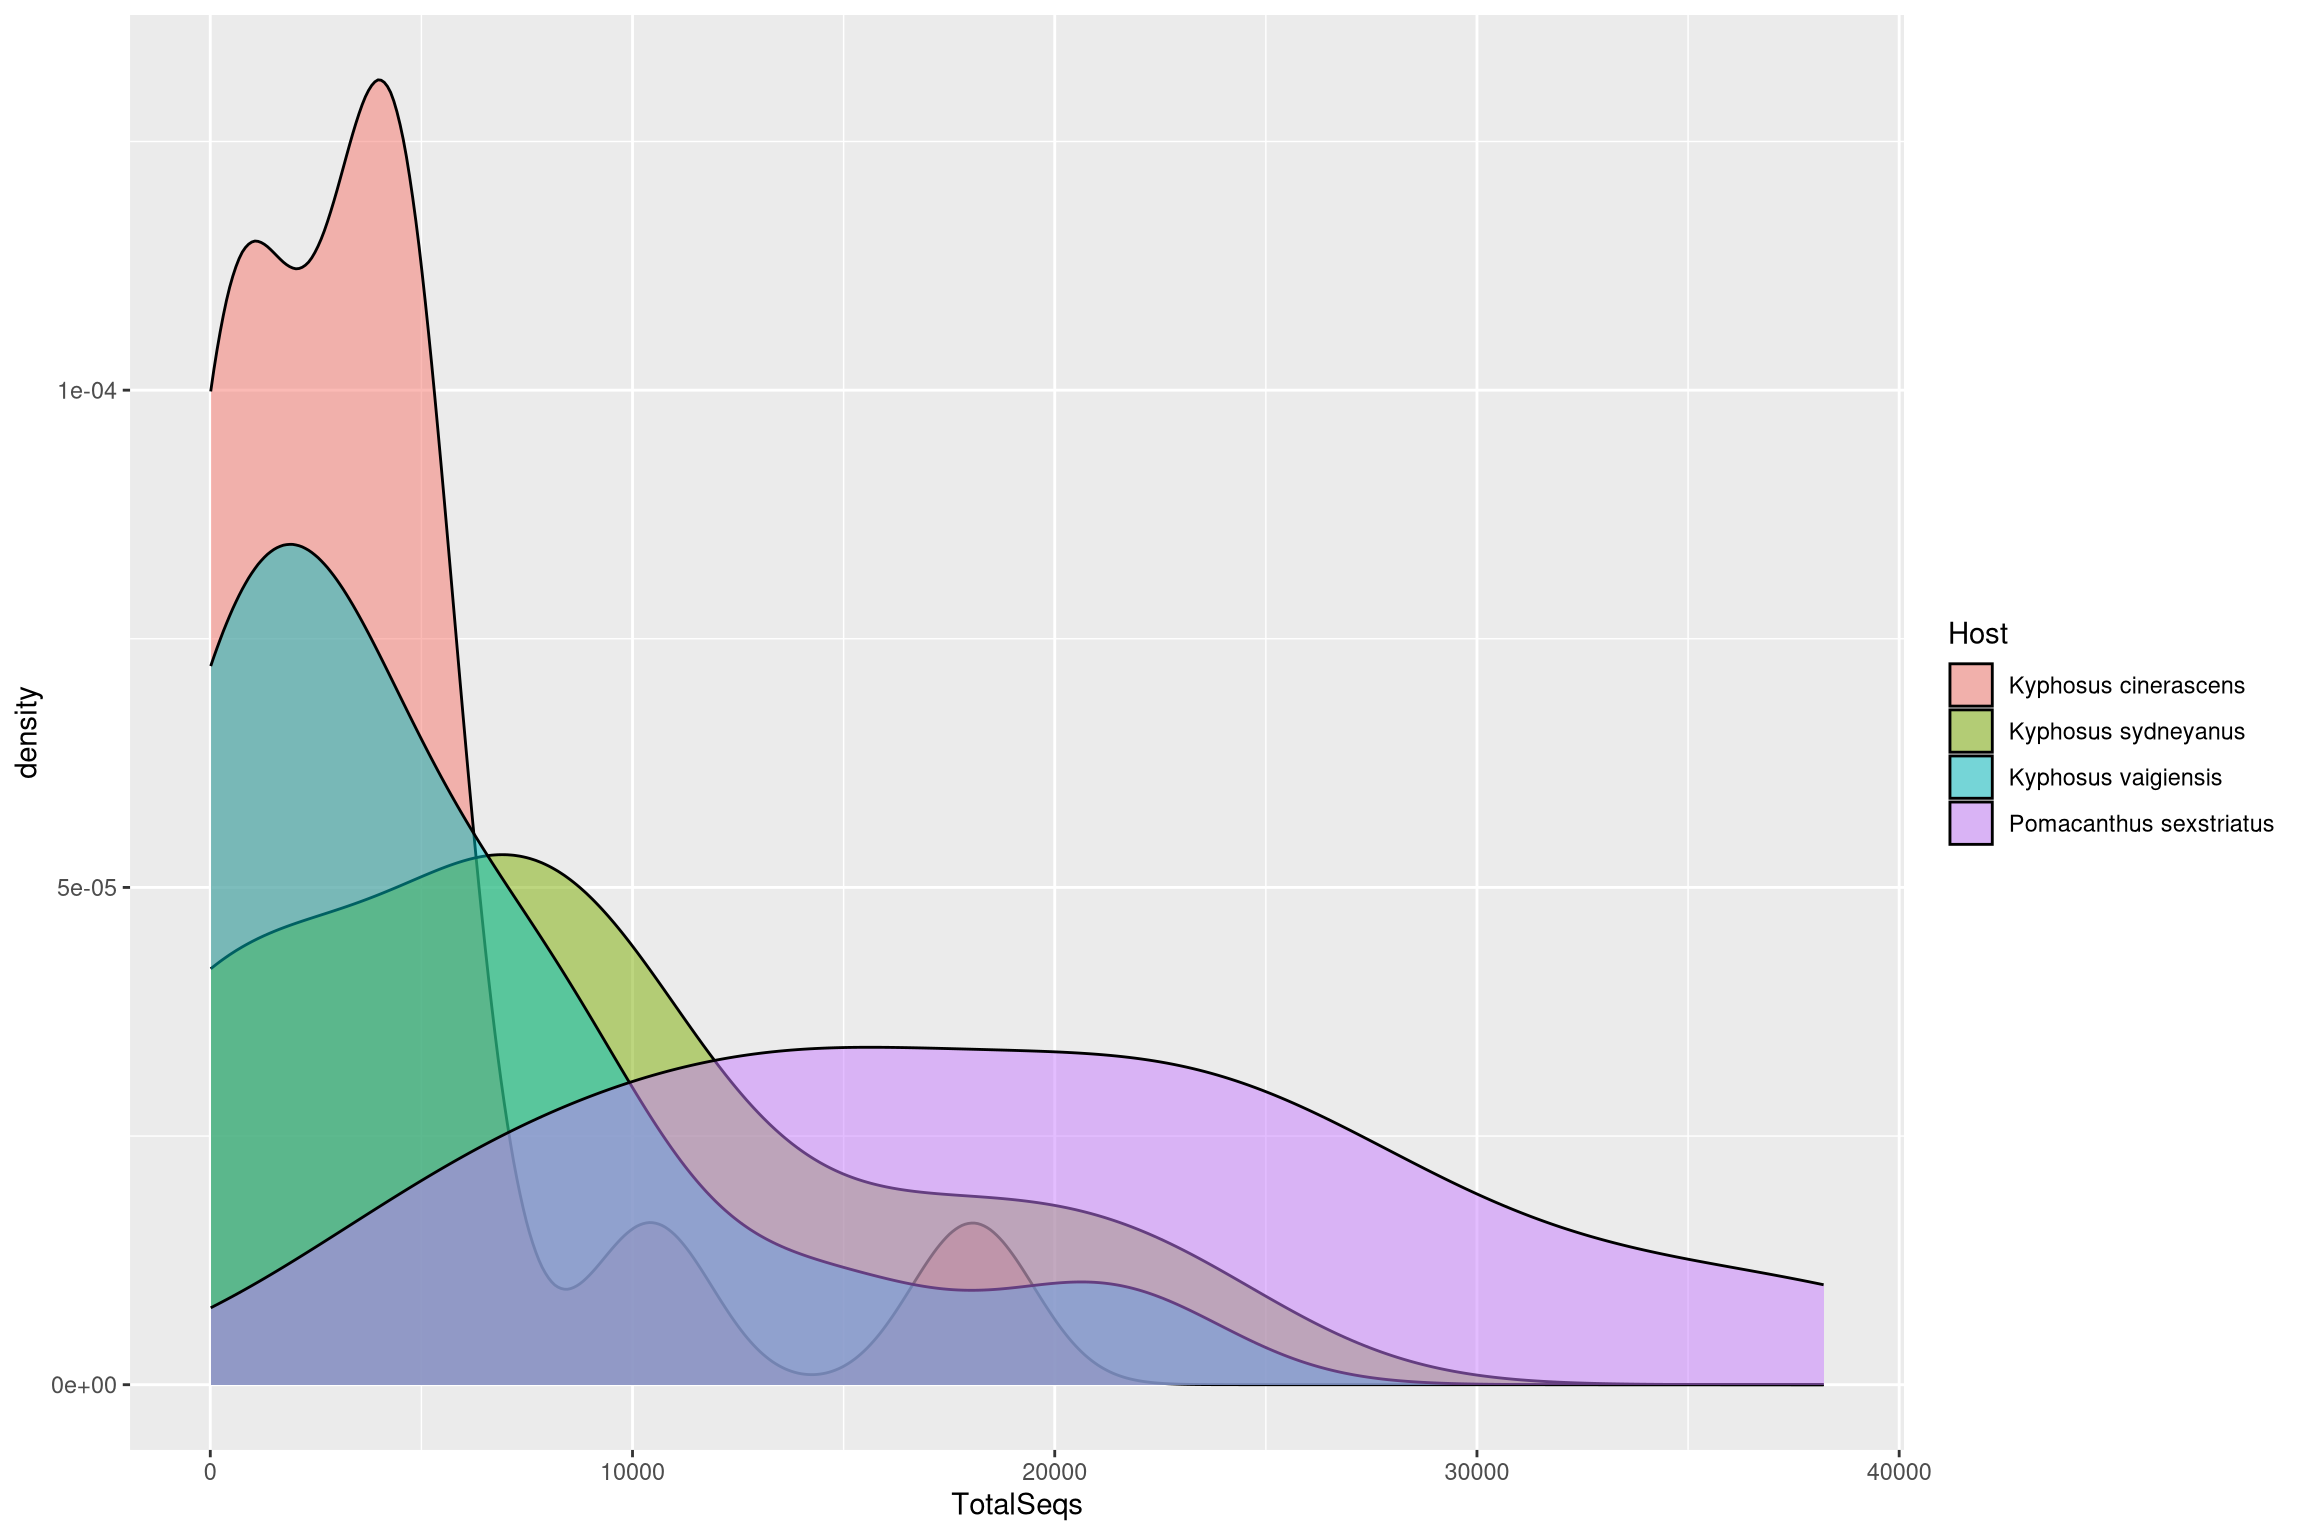 density
1e-04
5e-05
0e+00
0
10000
20000
30000
40000
TotalSeqs
Host
Kyphosus cinerascens
Kyphosus sydneyanus
Kyphosus vaigiensis
Pomacanthus sexstriatus